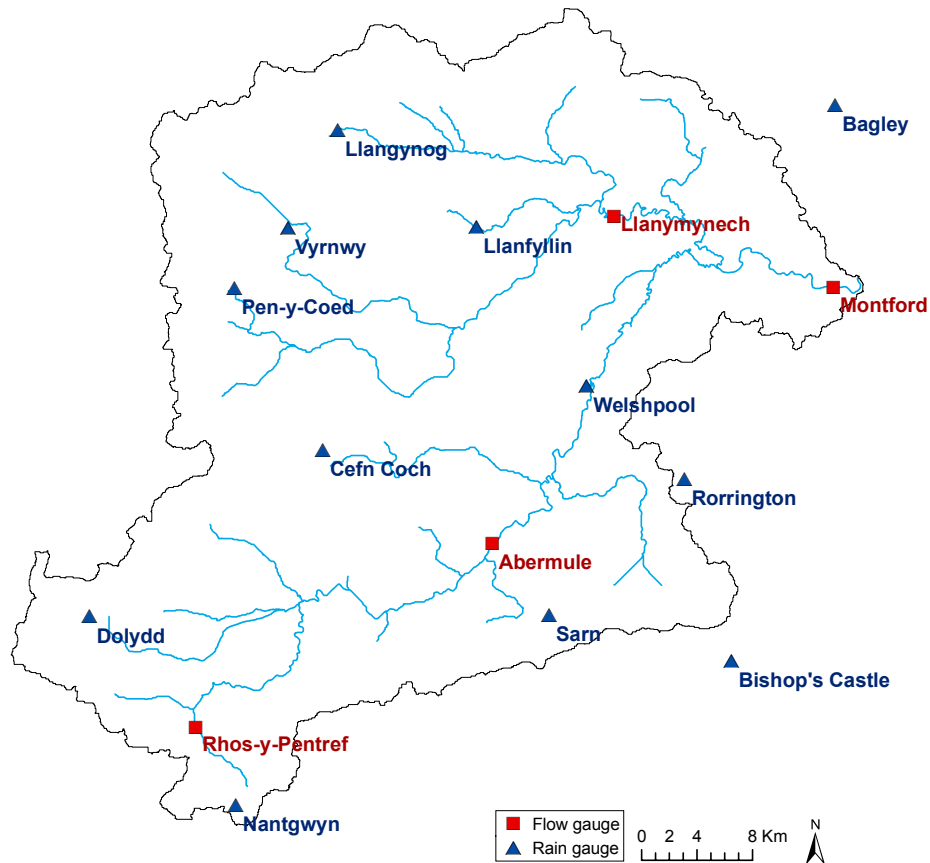 Bagley
Llangynog
Llanymynech
Vyrnwy
Llanfyllin
Pen-y-Coed
Montford
Welshpool
Cefn Coch
Rorrington
Abermule
Dolydd
Sarn
Bishop's Castle
Rhos-y-Pentref
Nantgwyn
Flow gauge
Rain gauge
0 2 4 8 Km
N